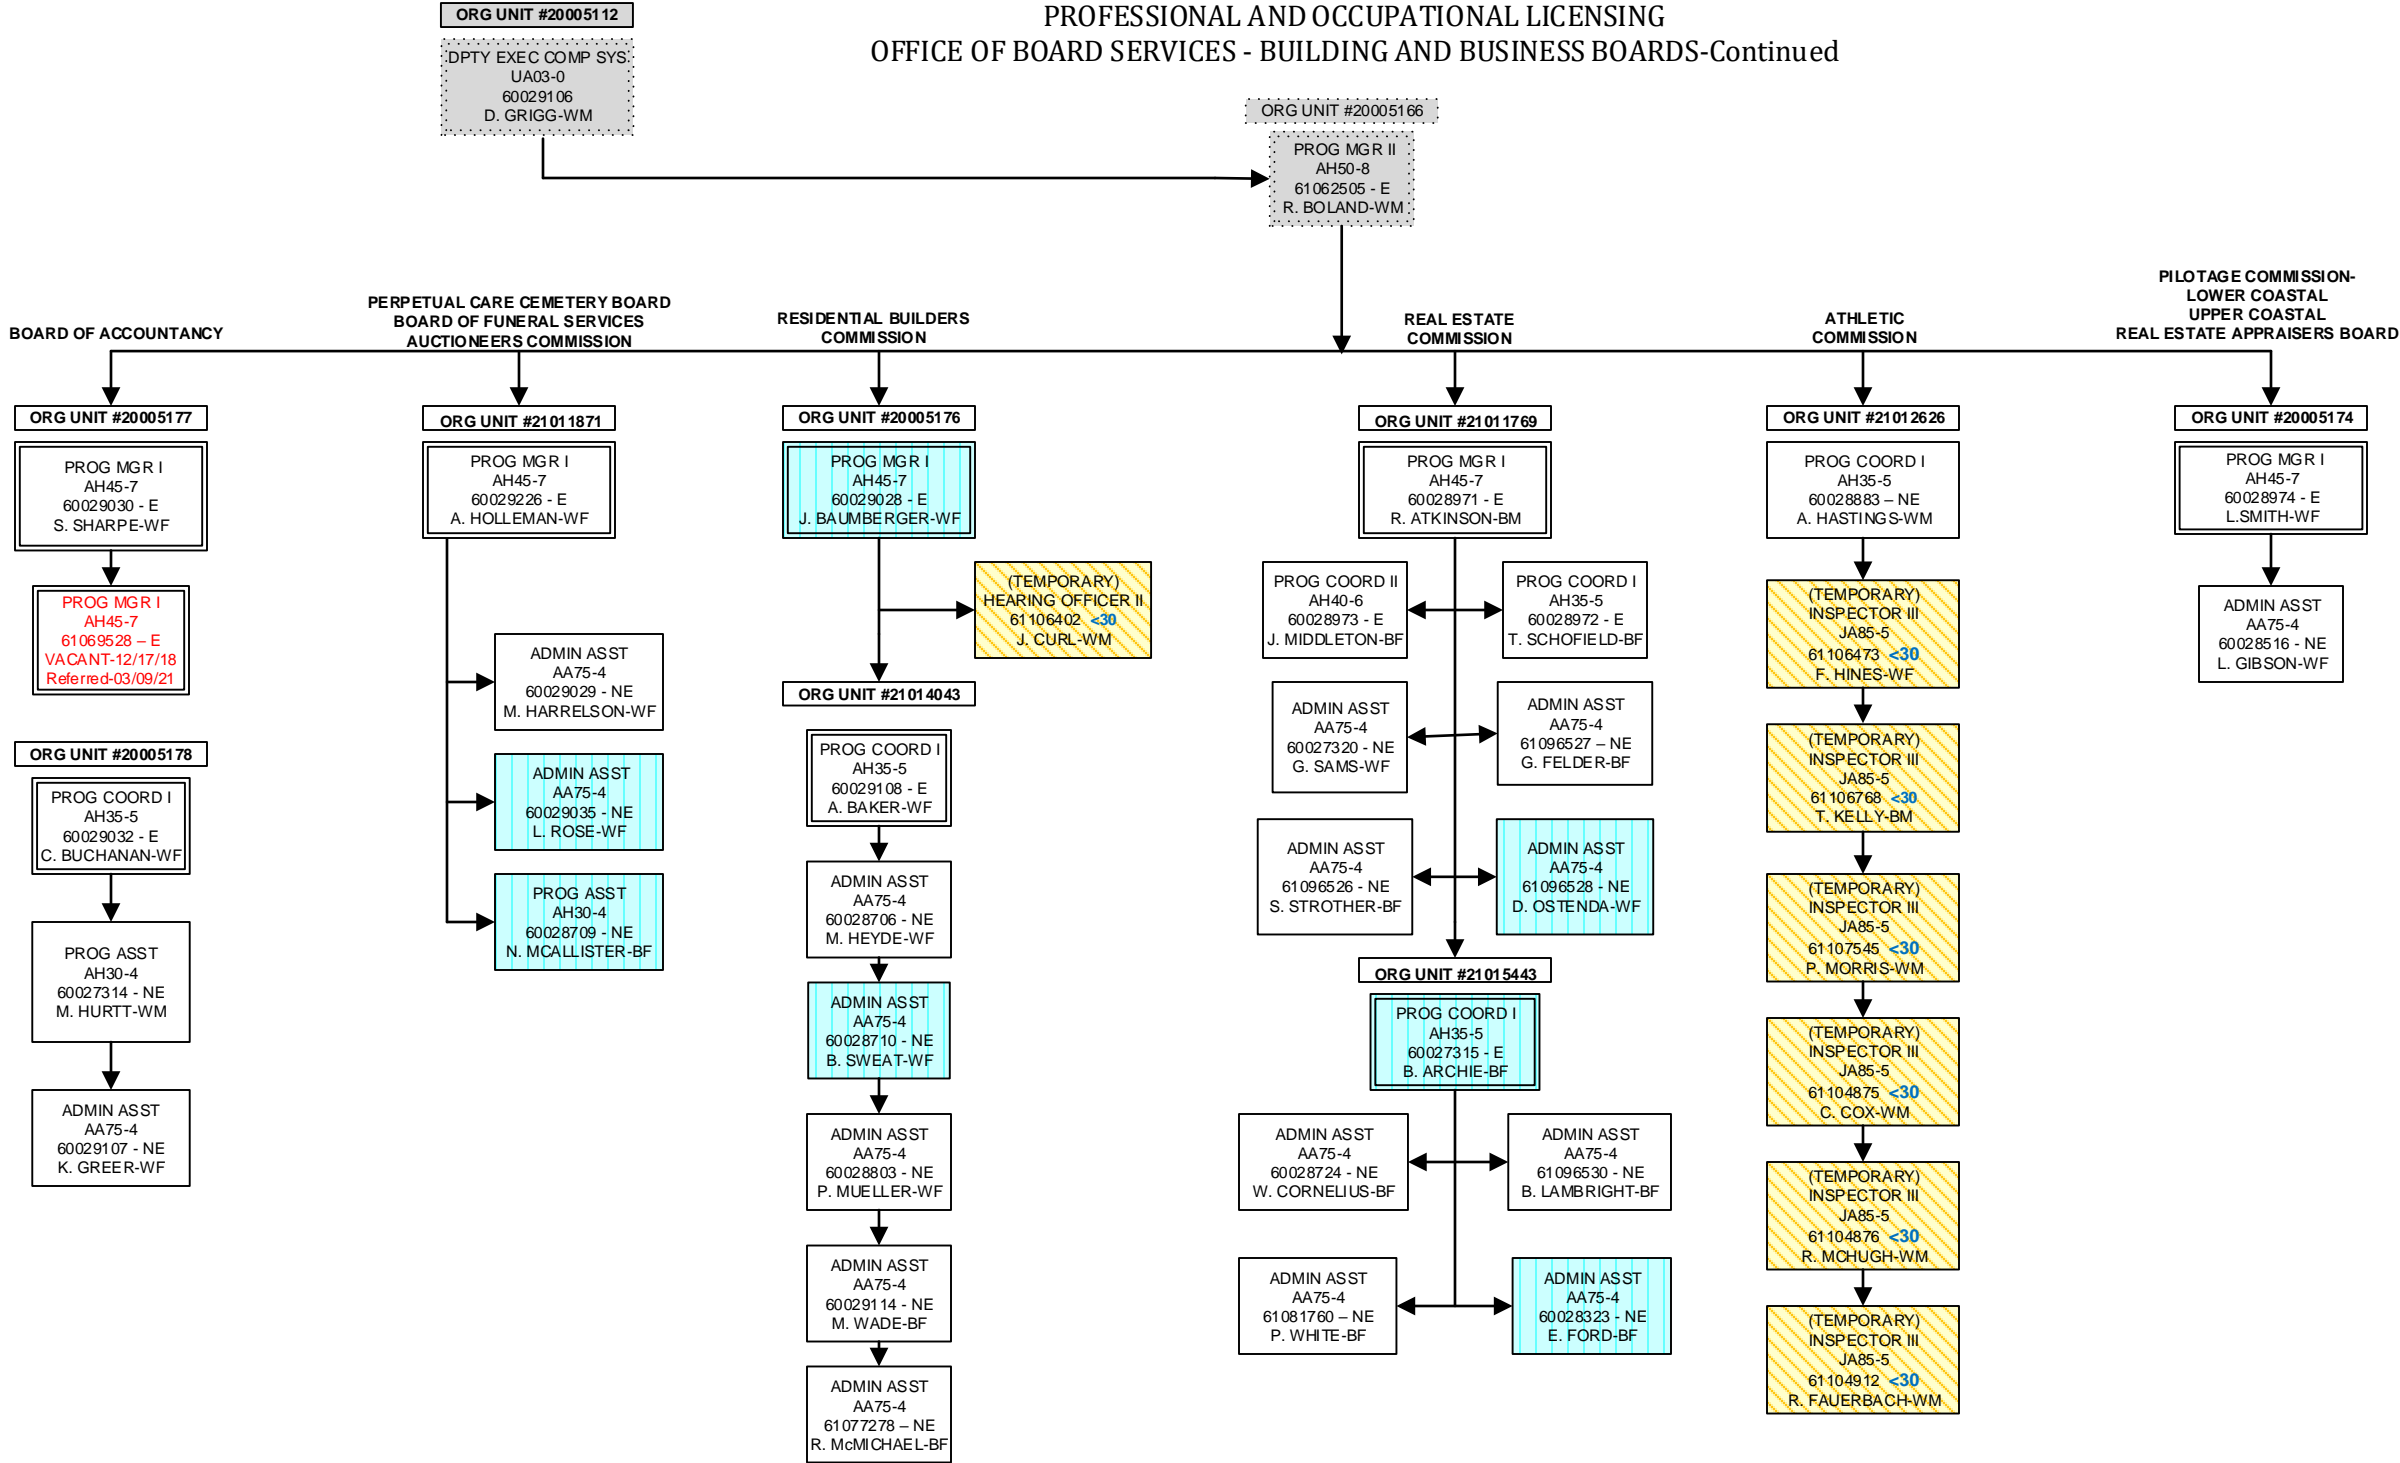 ORG UNIT #20005112
PROFESSIONAL AND OCCUPATIONAL LICENSING
OFFICE OF BOARD SERVICES - BUILDING AND BUSINESS BOARDS-Continued
DPTY EXEC COMP SYS
UA03-0
60029106
D. GRIGG-WM
ORG UNIT #20005166
PROG MGR II
AH50-8
61062505 - E
R. BOLAND-WM
BOARD OF ACCOUNTANCY
ORG UNIT #20005177
PROG MGR I
AH45-7
60029030 - E
S. SHARPE-WF
PROG MGR I
AH45-7
61069528 – E
VACANT-12/17/18
Referred-03/09/21
ORG UNIT #20005178
PROG COORD I
AH35-5
60029032 - E
C. BUCHANAN-WF
PROG ASST
AH30-4
60027314 - NE
M. HURTT-WM
ADMIN ASST
AA75-4
60029107 - NE
K. GREER-WF
PERPETUAL CARE CEMETERY BOARD
BOARD OF FUNERAL SERVICES
AUCTIONEERS COMMISSION
ORG UNIT #21011871
PROG MGR I
AH45-7
60029226 - E
A. HOLLEMAN-WF
ADMIN ASST
AA75-4
60029029 - NE
M. HARRELSON-WF
ADMIN ASST
AA75-4
60029035 - NE
L. ROSE-WF
PROG ASST
AH30-4
60028709 - NE
N. MCALLISTER-BF
RESIDENTIAL BUILDERS
COMMISSION
ORG UNIT #20005176
PROG MGR I
AH45-7
60029028 - E
J. BAUMBERGER-WF
(TEMPORARY)
HEARING OFFICER II
61106402 <30
J. CURL-WM
ORG UNIT #21014043
PROG COORD I
AH35-5
60029108 - E
A. BAKER-WF
ADMIN ASST
AA75-4
60028706 - NE
M. HEYDE-WF
ADMIN ASST
AA75-4
60028710 - NE
B. SWEAT-WF
ADMIN ASST
AA75-4
60028803 - NE
P. MUELLER-WF
ADMIN ASST
AA75-4
60029114 - NE
M. WADE-BF
ADMIN ASST
AA75-4
61077278 – NE
R. McMICHAEL-BF
REAL ESTATE
COMMISSION
ORG UNIT #21011769
PROG MGR I
AH45-7
60028971 - E
R. ATKINSON-BM
PROG COORD II
AH40-6
60028973 - E
J. MIDDLETON-BF
PROG COORD I
AH35-5
60028972 - E
T. SCHOFIELD-BF
ADMIN ASST
AA75-4
60027320 - NE
G. SAMS-WF
ADMIN ASST
AA75-4
61096527 – NE
G. FELDER-BF
ADMIN ASST
AA75-4
61096526 - NE
S. STROTHER-BF
ADMIN ASST
AA75-4
61096528 - NE
D. OSTENDA-WF
ORG UNIT #21015443
PROG COORD I
AH35-5
60027315 - E
B. ARCHIE-BF
ADMIN ASST
AA75-4
60028724 - NE
W. CORNELIUS-BF
ADMIN ASST
AA75-4
61096530 - NE
B. LAMBRIGHT-BF
ADMIN ASST
AA75-4
61081760 – NE
P. WHITE-BF
ADMIN ASST
AA75-4
60028323 - NE
E. FORD-BF
ATHLETIC
COMMISSION
ORG UNIT #21012626
PROG COORD I
AH35-5
60028883 – NE
A. HASTINGS-WM
(TEMPORARY)
INSPECTOR III
JA85-5
61106473 <30
F. HINES-WF
(TEMPORARY)
INSPECTOR III
JA85-5
61106768 <30
T. KELLY-BM
(TEMPORARY)
INSPECTOR III
JA85-5
61107545 <30
P. MORRIS-WM
(TEMPORARY)
INSPECTOR III
JA85-5
61104875 <30
C. COX-WM
(TEMPORARY)
INSPECTOR III
JA85-5
61104876 <30
R. MCHUGH-WM
(TEMPORARY)
INSPECTOR III
JA85-5
61104912 <30
R. FAUERBACH-WM
PILOTAGE COMMISSION-
LOWER COASTAL
UPPER COASTAL
REAL ESTATE APPRAISERS BOARD
ORG UNIT #20005174
PROG MGR I
AH45-7
60028974 - E
L.SMITH-WF
ADMIN ASST
AA75-4
60028516 - NE
L. GIBSON-WF